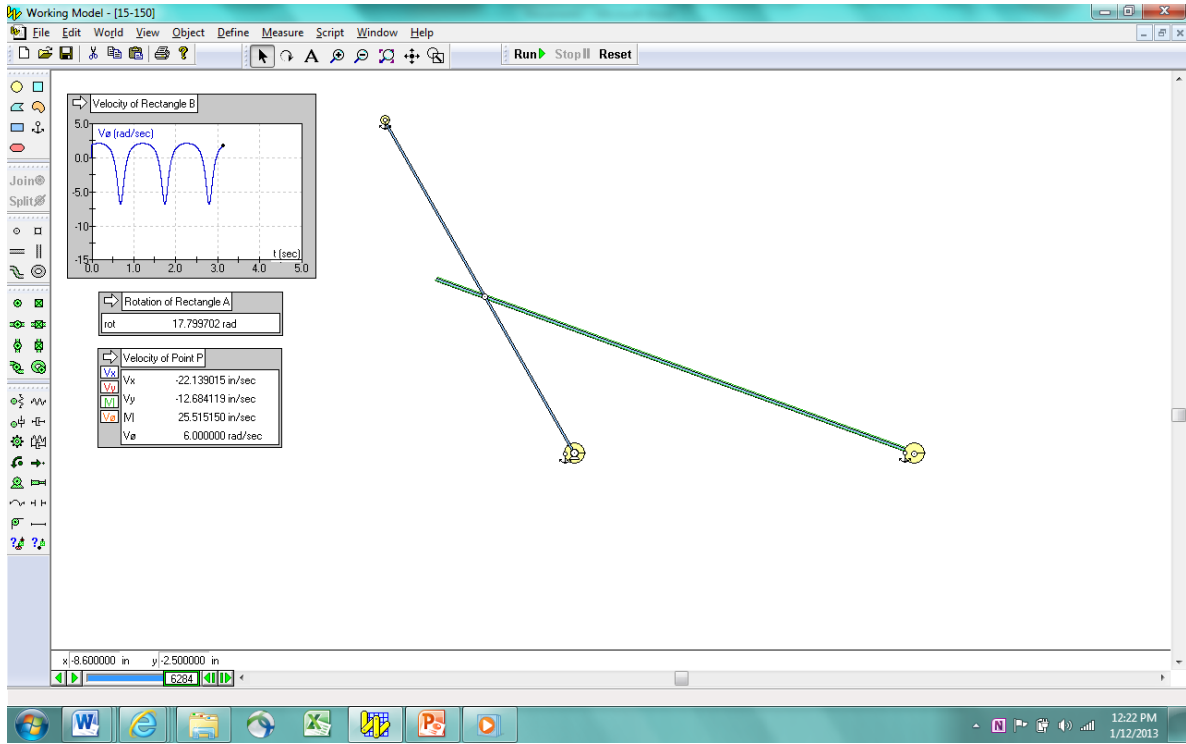 Working Model - [15-150]
File Edit World View Object Define Measure Script Window Help
A Run Stop Reset
Join
Split
Velocity of Rectangle B
Vø (rad/sec)
5.0
0.0
-5.0
-10
-15
t (sec)
0.0 1.0 2.0 3.0 4.0 5.0
Rotation of Rectangle A
rot 17.799702 rad
Velocity of Point P
Vx Vx -22.139015 in/sec
Vy Vy -12.684119 in/sec
|V| |V| 25.515150 in/sec
Vø Vø 6.000000 rad/sec
x -8.600000 in y -2.500000 in
6284
12:22 PM
1/12/2013